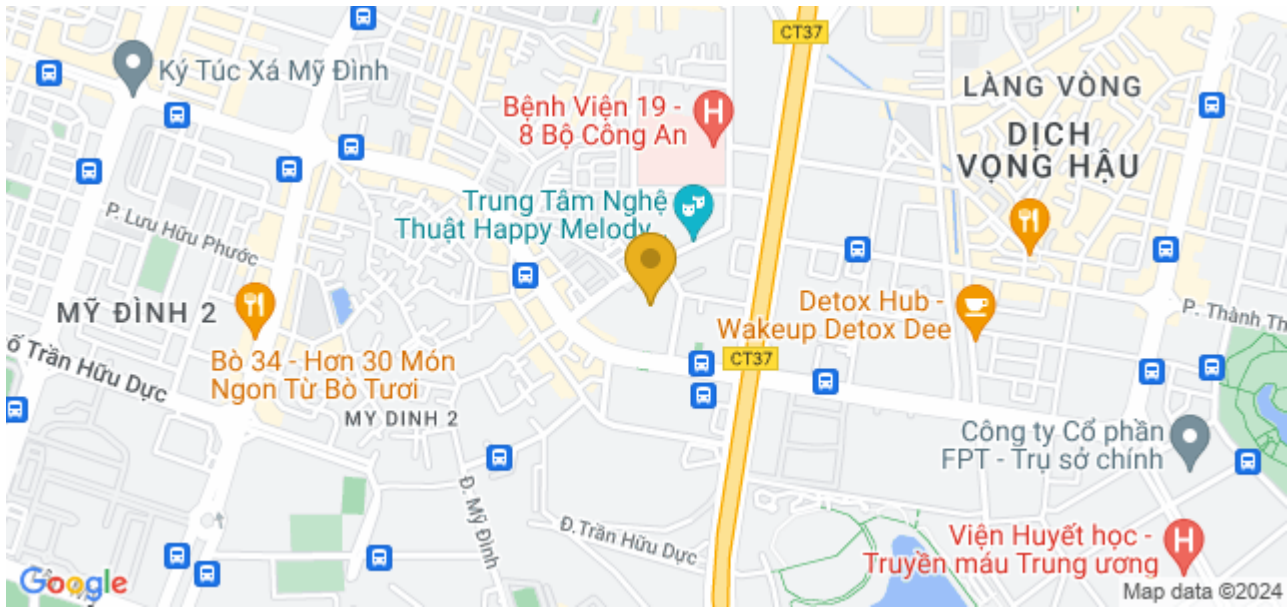 CT37
Ký Túc Xá Mỹ Đình
LÀNG VÒNG
Bệnh Viện 19 -
8 Bộ Công An
DỊCH
VỌNG HẬU
Trung Tâm Nghệ
Thuật Happy Melody..
P. Lưu Hữu Phước
MỸ ĐÌNH 2
Detox Hub -
Wakeup Detox Dee
P. Thành Th
ố Trần Hữu Dực
Bò 34 - Hơn 30 Món
Ngon Từ Bò Tươi
CT37
MY DINH 2
Công ty Cổ phần
FPT - Trụ sở chính
Đ. Mỹ Đình
Đ.Trần Hữu Dực
Viện Huyết học -
Truyền máu Trung ương
Google
Map data ©2024